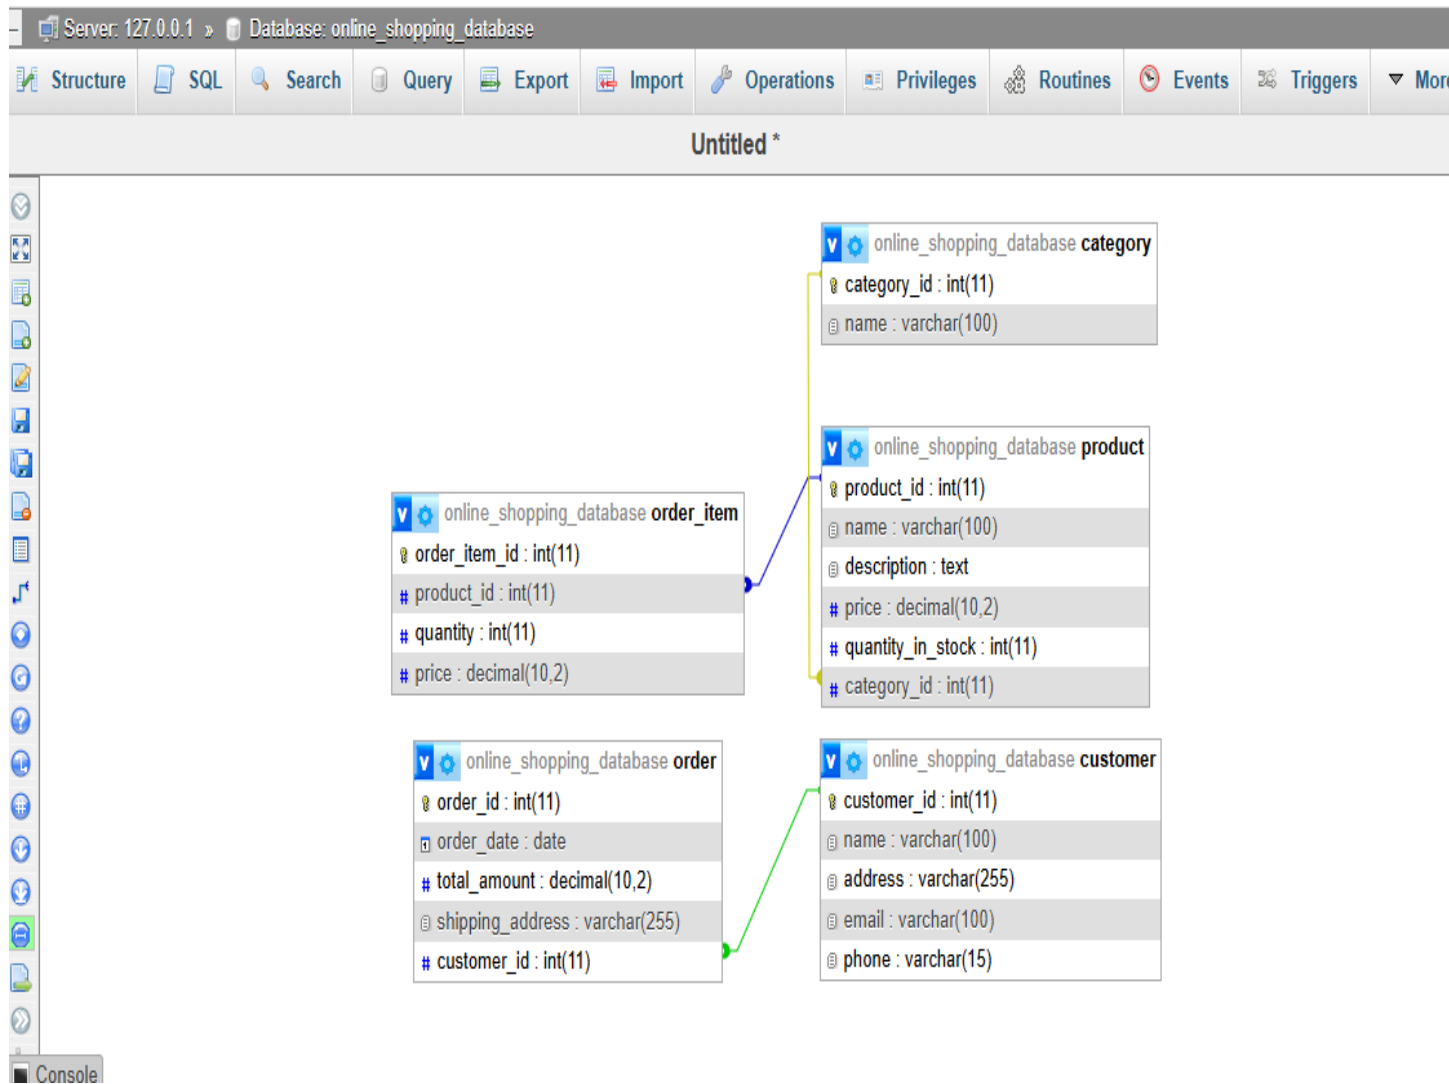 Server: 127.0.0.1 » Database: online_shopping_database
Structure SQL Search Query Export Import Operations Privileges Routines Events Triggers More
Untitled *
online_shopping_database category
category_id : int(11)
name : varchar(100)
online_shopping_database product
product_id : int(11)
name : varchar(100)
description : text
price : decimal(10,2)
quantity_in_stock : int(11)
category_id : int(11)
online_shopping_database order_item
order_item_id : int(11)
product_id : int(11)
quantity : int(11)
price : decimal(10,2)
online_shopping_database order
order_id : int(11)
order_date : date
total_amount : decimal(10,2)
shipping_address : varchar(255)
customer_id : int(11)
online_shopping_database customer
customer_id : int(11)
name : varchar(100)
address : varchar(255)
email : varchar(100)
phone : varchar(15)
Console